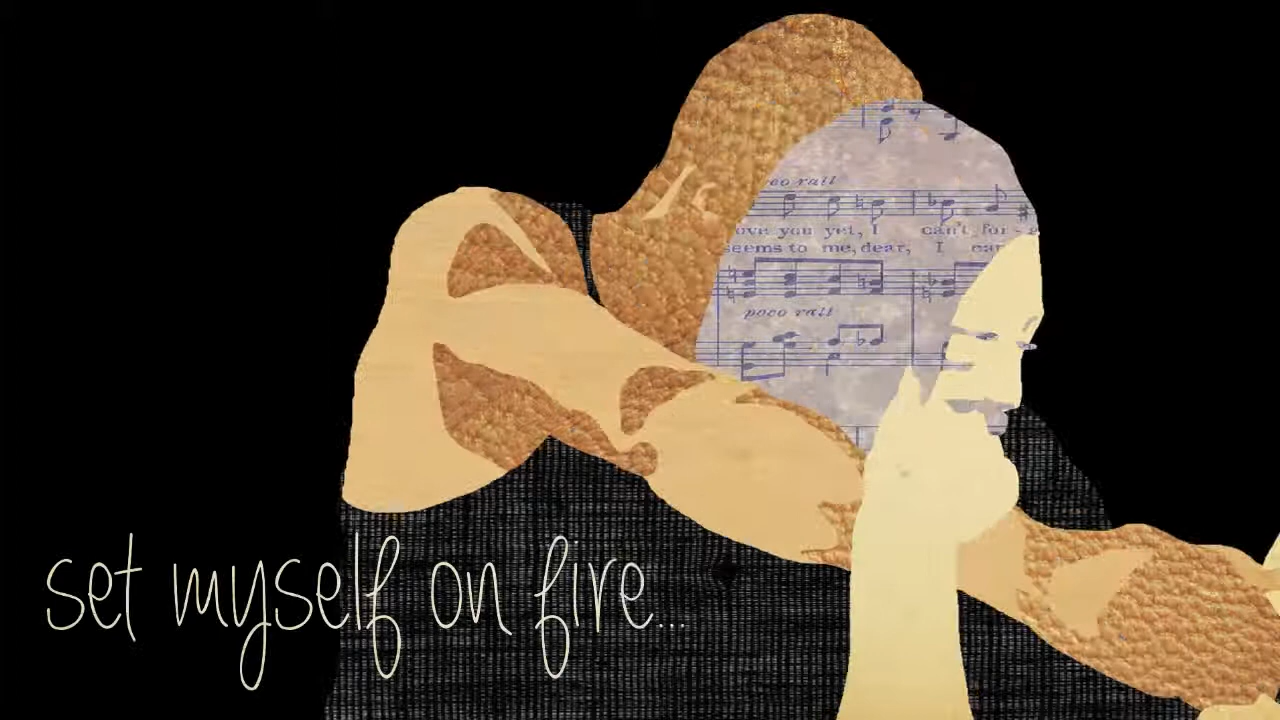 poco rall
ove you yet, I can't for-
seems to me, dear, I can
poco rall
set myself on fire...